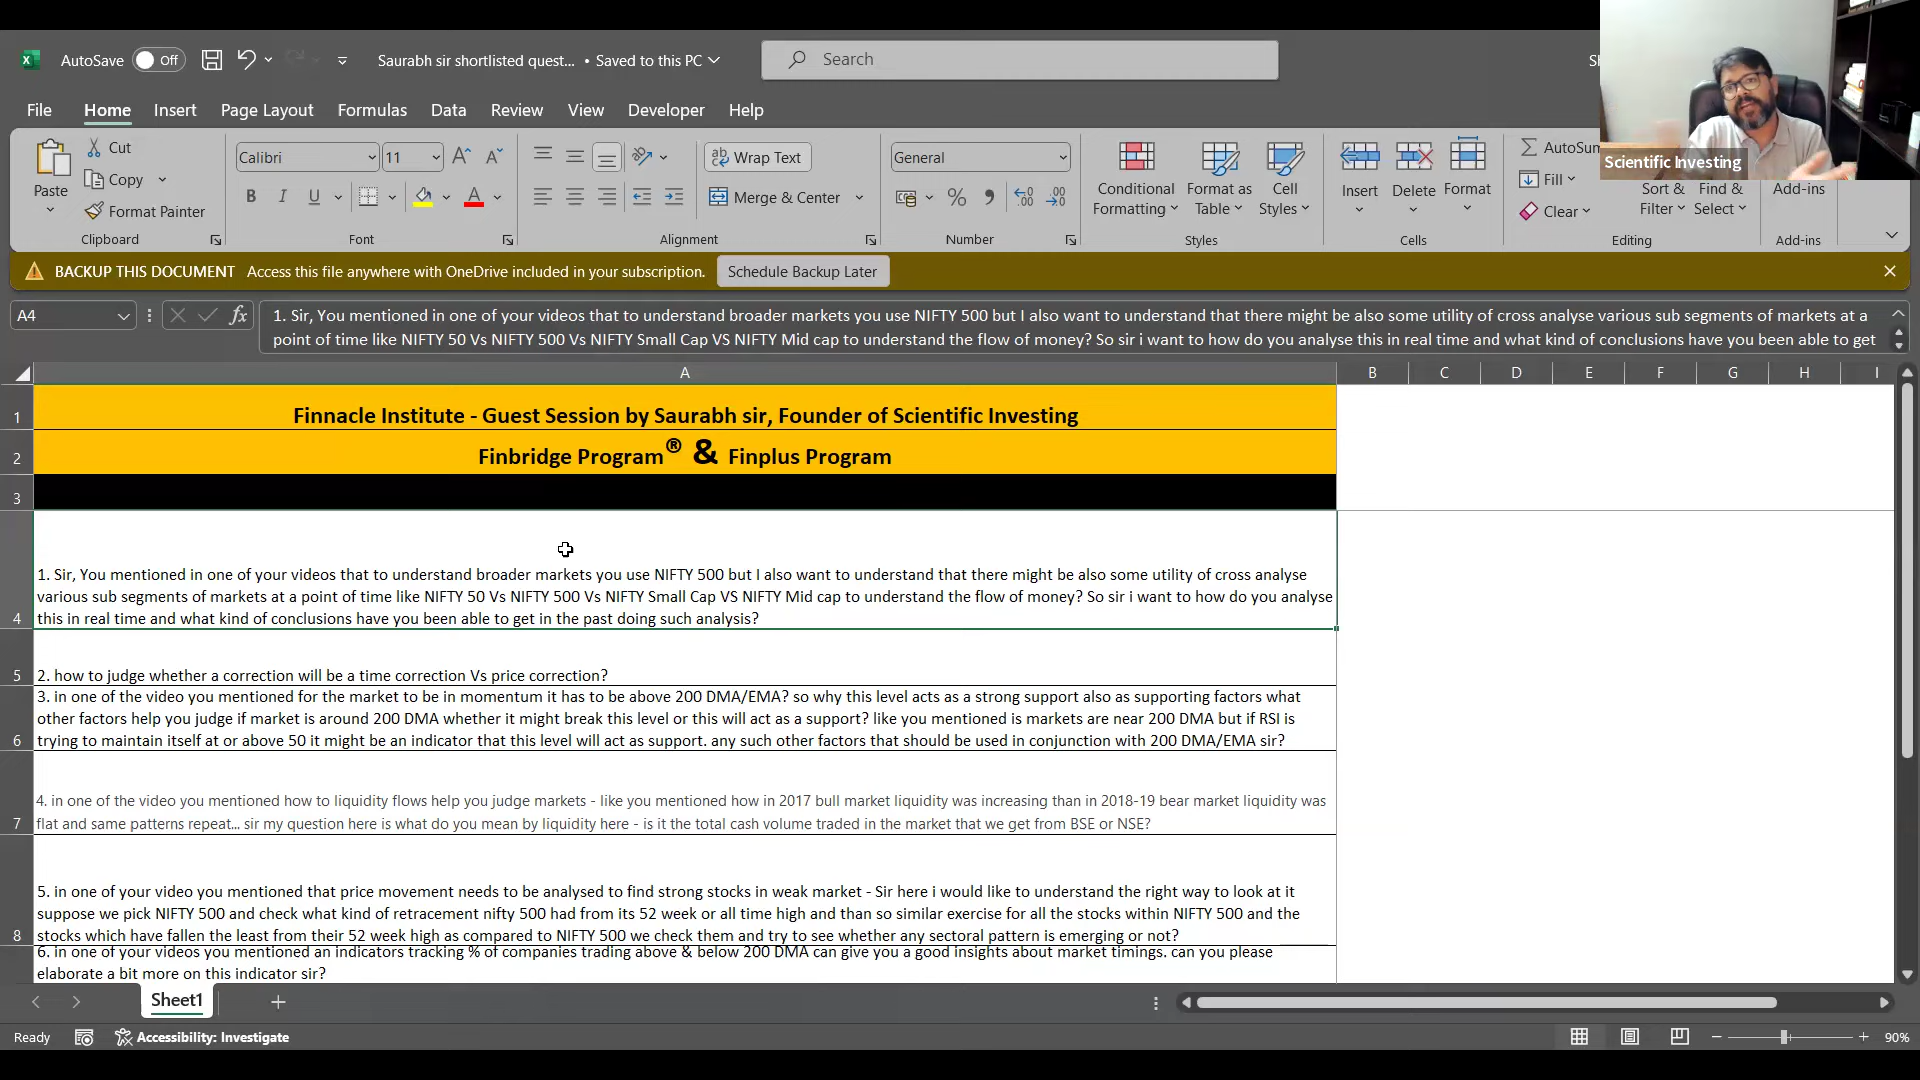 AutoSave Off Saurabh sir shortlisted quest... • Saved to this PC Search
File Home Insert Page Layout Formulas Data Review View Developer Help
Paste Cut Copy Format Painter Clipboard
Calibri 11 B I U Font
Wrap Text Merge & Center Alignment
General Number
Conditional Formatting Format as Table Cell Styles Styles
Insert Delete Format Cells
Fill Clear Sort & Filter Find & Select Editing
Add-ins Add-ins
Scientific Investing
BACKUP THIS DOCUMENT Access this file anywhere with OneDrive included in your subscription. Schedule Backup Later
A4 fx 1. Sir, You mentioned in one of your videos that to understand broader markets you use NIFTY 500 but I also want to understand that there might be also some utility of cross analyse various sub segments of markets at a
point of time like NIFTY 50 Vs NIFTY 500 Vs NIFTY Small Cap VS NIFTY Mid cap to understand the flow of money? So sir i want to how do you analyse this in real time and what kind of conclusions have you been able to get
A B C D E F G H I
1 Finnacle Institute - Guest Session by Saurabh sir, Founder of Scientific Investing
2 Finbridge Program® & Finplus Program
3
1. Sir, You mentioned in one of your videos that to understand broader markets you use NIFTY 500 but I also want to understand that there might be also some utility of cross analyse
various sub segments of markets at a point of time like NIFTY 50 Vs NIFTY 500 Vs NIFTY Small Cap VS NIFTY Mid cap to understand the flow of money? So sir i want to how do you analyse
4 this in real time and what kind of conclusions have you been able to get in the past doing such analysis?
5 2. how to judge whether a correction will be a time correction Vs price correction?
3. in one of the video you mentioned for the market to be in momentum it has to be above 200 DMA/EMA? so why this level acts as a strong support also as supporting factors what
other factors help you judge if market is around 200 DMA whether it might break this level or this will act as a support? like you mentioned is markets are near 200 DMA but if RSI is
6 trying to maintain itself at or above 50 it might be an indicator that this level will act as support. any such other factors that should be used in conjunction with 200 DMA/EMA sir?
4. in one of the video you mentioned how to liquidity flows help you judge markets - like you mentioned how in 2017 bull market liquidity was increasing than in 2018-19 bear market liquidity was
7 flat and same patterns repeat... sir my question here is what do you mean by liquidity here - is it the total cash volume traded in the market that we get from BSE or NSE?
5. in one of your video you mentioned that price movement needs to be analysed to find strong stocks in weak market - Sir here i would like to understand the right way to look at it
suppose we pick NIFTY 500 and check what kind of retracement nifty 500 had from its 52 week or all time high and than so similar exercise for all the stocks within NIFTY 500 and the
8 stocks which have fallen the least from their 52 week high as compared to NIFTY 500 we check them and try to see whether any sectoral pattern is emerging or not?
6. in one of your videos you mentioned an indicators tracking % of companies trading above & below 200 DMA can give you a good insights about market timings. can you please
elaborate a bit more on this indicator sir?
Sheet1
Ready Accessibility: Investigate 90%